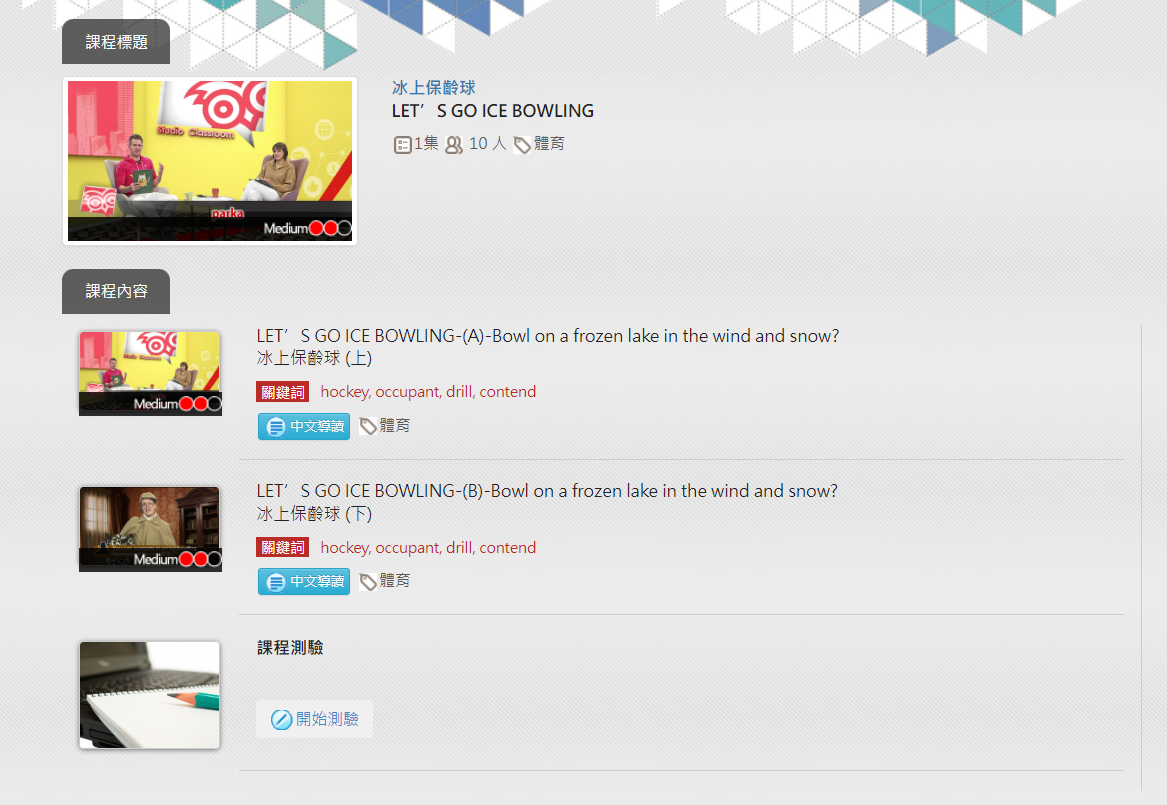 課程標題
Studio Classroom
parka
Medium
冰上保齡球
LET’S GO ICE BOWLING
1集 10 人 體育
課程內容
Medium
LET’S GO ICE BOWLING-(A)-Bowl on a frozen lake in the wind and snow?
冰上保齡球 (上)
關鍵詞 hockey, occupant, drill, contend
中文導讀 體育
Medium
LET’S GO ICE BOWLING-(B)-Bowl on a frozen lake in the wind and snow?
冰上保齡球 (下)
關鍵詞 hockey, occupant, drill, contend
中文導讀 體育
課程測驗
開始測驗